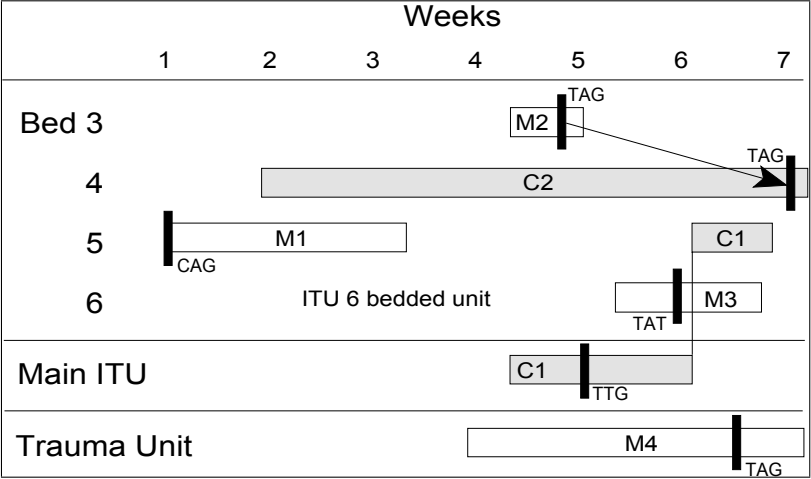 Weeks
1 2 3 4 5 6 7
Bed 3 M2 TAG
4 C2 TAG
5 M1 CAG C1
6 ITU 6 bedded unit TAT M3
Main ITU C1 TTG
Trauma Unit M4 TAG